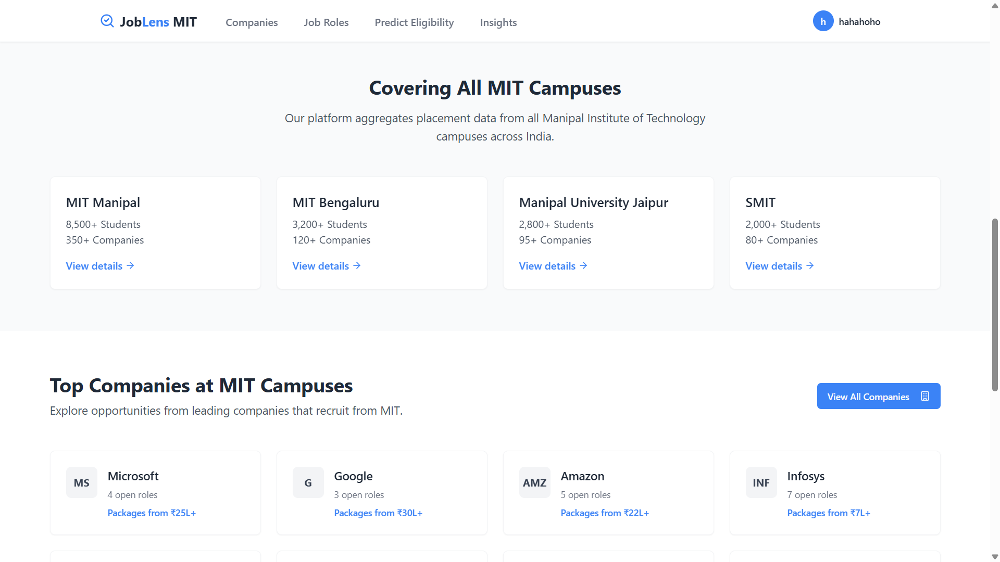 JobLens MIT
Companies
Job Roles
Predict Eligibility
Insights
h
hahahoho
Covering All MIT Campuses
Our platform aggregates placement data from all Manipal Institute of Technology
campuses across India.
MIT Manipal
8,500+ Students
350+ Companies
View details →
MIT Bengaluru
3,200+ Students
120+ Companies
View details →
Manipal University Jaipur
2,800+ Students
95+ Companies
View details →
SMIT
2,000+ Students
80+ Companies
View details →
Top Companies at MIT Campuses
Explore opportunities from leading companies that recruit from MIT.
View All Companies
MS
Microsoft
4 open roles
Packages from ₹25L+
G
Google
3 open roles
Packages from ₹30L+
AMZ
Amazon
5 open roles
Packages from ₹22L+
INF
Infosys
7 open roles
Packages from ₹7L+